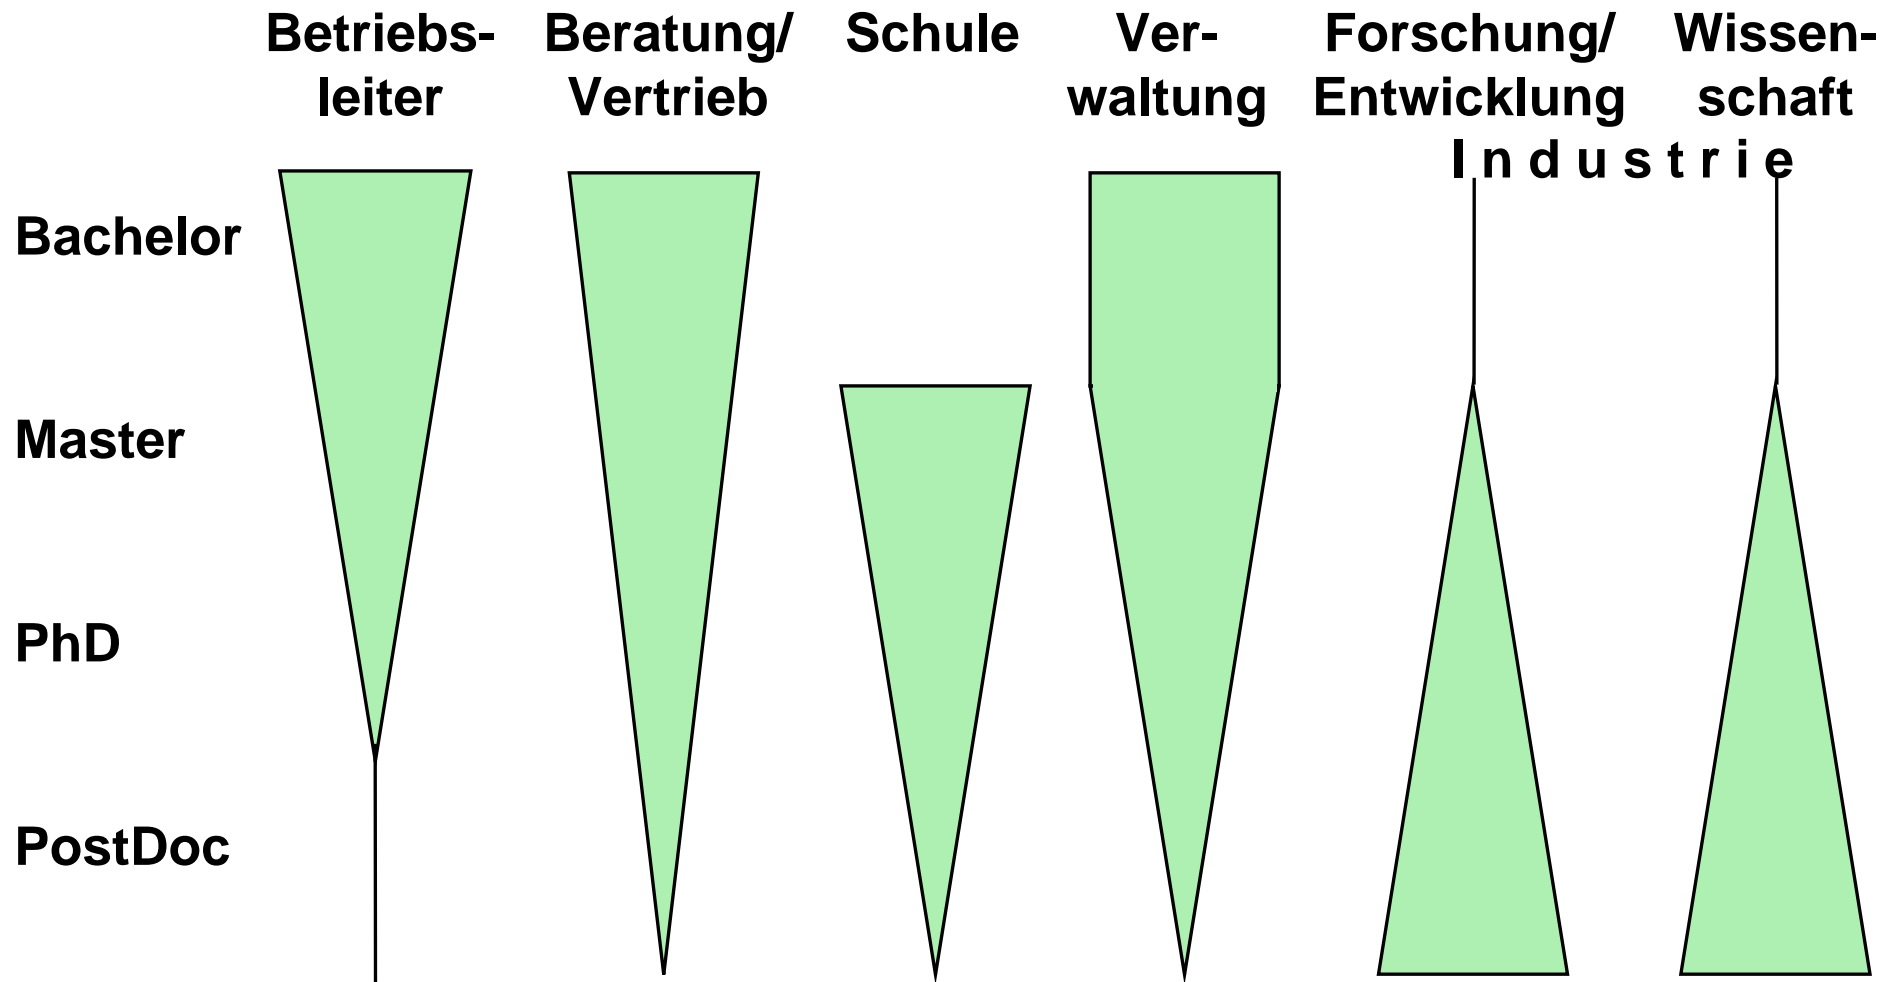 Betriebs- Beratung/ Schule Ver- Forschung/ Wissen-
leiter Vertrieb waltung Entwicklung schaft
I n d u s t r i e
Bachelor
Master
PhD
PostDoc